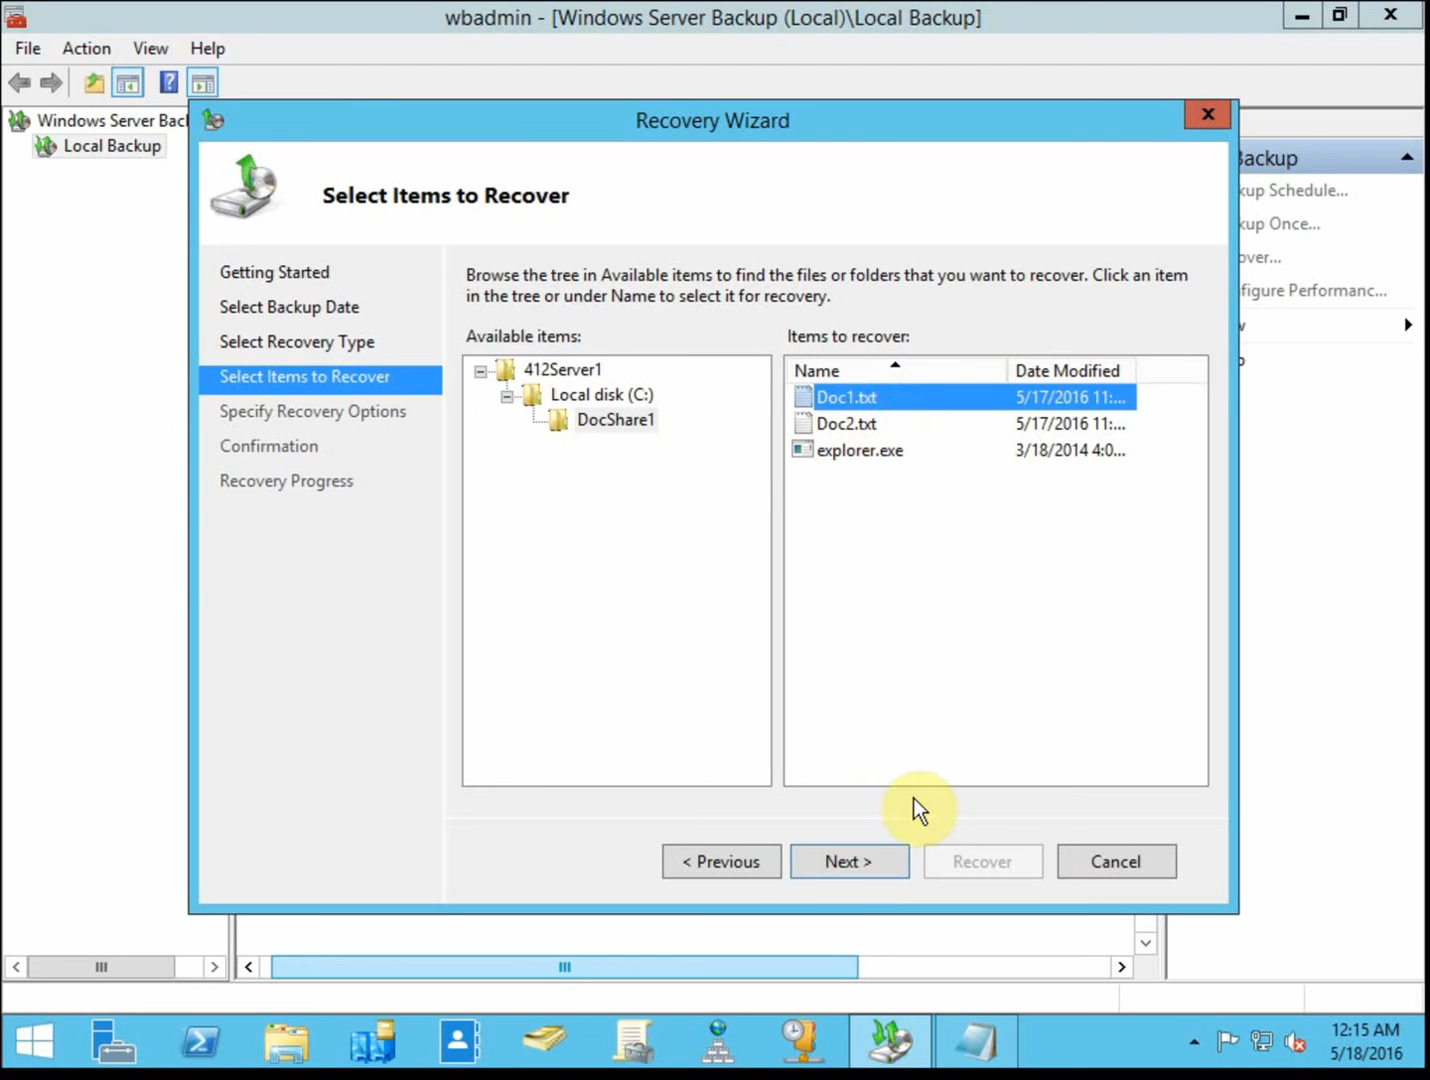 wbadmin - [Windows Server Backup (Local)\Local Backup]
File Action View Help
Windows Server Bac
Local Backup
Recovery Wizard
Select Items to Recover
Getting Started
Select Backup Date
Select Recovery Type
Select Items to Recover
Specify Recovery Options
Confirmation
Recovery Progress
Browse the tree in Available items to find the files or folders that you want to recover. Click an item
in the tree or under Name to select it for recovery.
Available items:
412Server1
Local disk (C:)
DocShare1
Items to recover:
Name Date Modified
Doc1.txt 5/17/2016 11:...
Doc2.txt 5/17/2016 11:...
explorer.exe 3/18/2014 4:0...
< Previous Next > Recover Cancel
Backup
kup Schedule...
kup Once...
over...
figure Performanc...
12:15 AM
5/18/2016